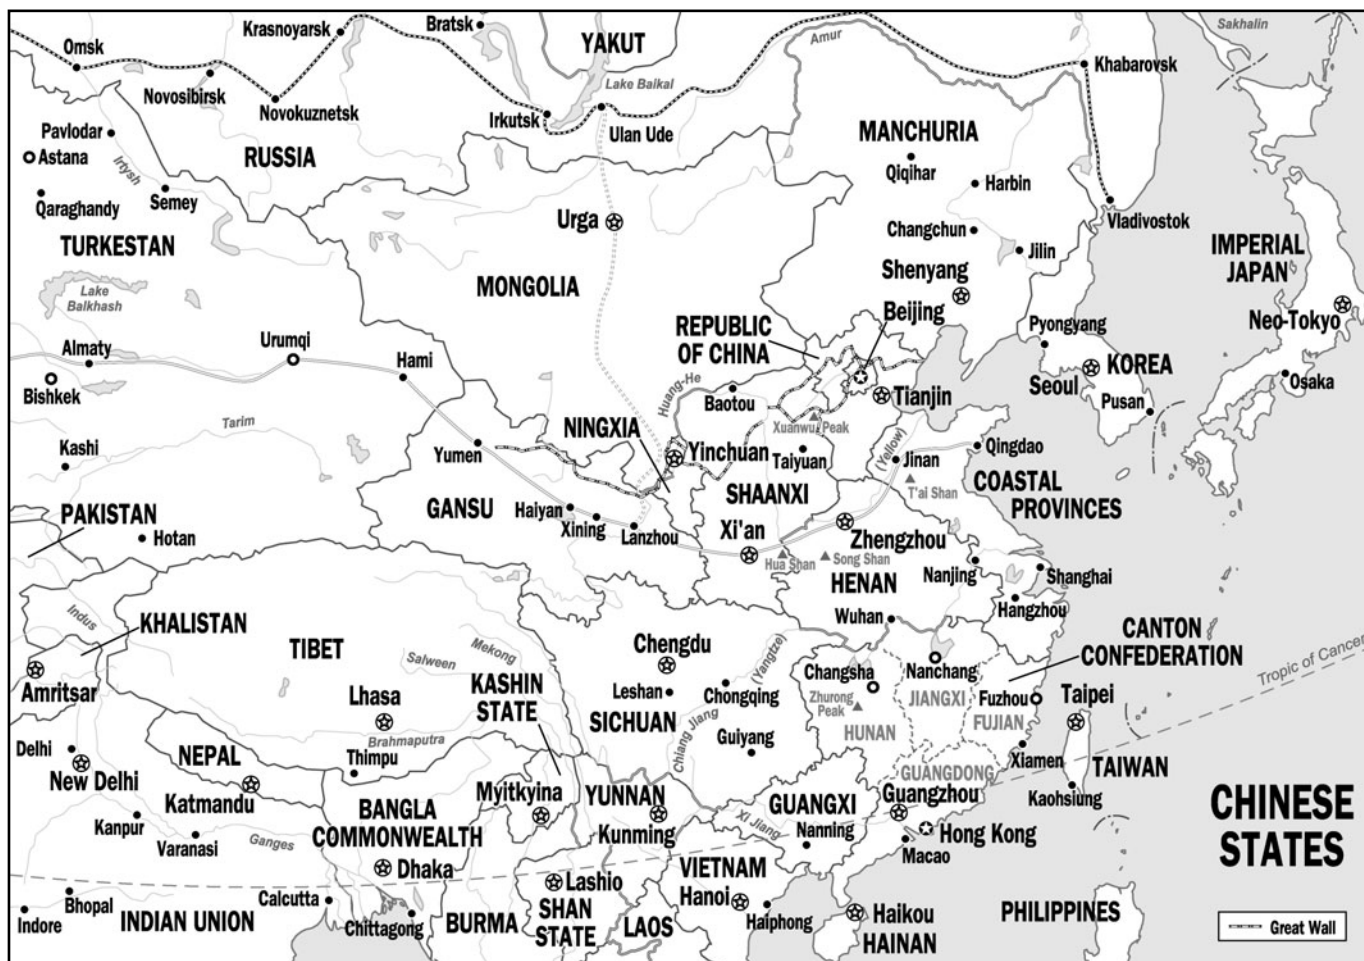 Omsk
Krasnoyarsk
Bratsk
YAKUT
Amur
Sakhalin
Novosibirsk
Novokuznetsk
Lake Baikal
Khabarovsk
Irkutsk
Ulan Ude
Pavlodar
Astana
Irtysh
RUSSIA
MANCHURIA
Qiqihar
Harbin
Qaraghandy
Semey
Urga
Vladivostok
TURKESTAN
Changchun
Jilin
IMPERIAL
JAPAN
MONGOLIA
Shenyang
Lake
Balkhash
Beijing
Neo-Tokyo
REPUBLIC
OF CHINA
Pyongyang
Almaty
Urumqi
Hami
KOREA
Seoul
Osaka
Bishkek
Huang-He
Baotou
Tianjin
Pusan
Tarim
NINGXIA
Xuanwu Peak
Kashi
Yumen
Yinchuan
Taiyuan
(Yellow)
Jinan
Qingdao
T'ai Shan
COASTAL
PROVINCES
SHAANXI
GANSU
Haiyan
Xining
Lanzhou
Xi'an
PAKISTAN
Hotan
Zhengzhou
Hua Shan
Song Shan
HENAN
Nanjing
Shanghai
Hangzhou
Indus
KHALISTAN
Wuhan
TIBET
Mekong
Salween
Chengdu
(Yangtze)
CANTON
CONFEDERATION
Tropic of Cancer
Amritsar
Lhasa
KASHIN
STATE
Leshan
Chongqing
Changsha
Nanchang
Zhurong
Peak
JIANGXI
Fuzhou
Taipei
SICHUAN
HUNAN
FUJIAN
Delhi
Brahmaputra
Chiang Jiang
Guiyang
New Delhi
NEPAL
Thimpu
Xiamen
TAIWAN
Katmandu
Myitkyina
YUNNAN
GUANGDONG
Guangzhou
Kaohsiung
GUANGXI
BANGLA
COMMONWEALTH
Kanpur
Varanasi
Ganges
Kunming
Xi Jiang
Nanning
Hong Kong
Macao
CHINESE
STATES
Dhaka
Lashio
VIETNAM
Hanoi
Bhopal
Indore
INDIAN UNION
Calcutta
Chittagong
BURMA
SHAN
STATE
LAOS
Haiphong
Haikou
HAINAN
PHILIPPINES
Great Wall